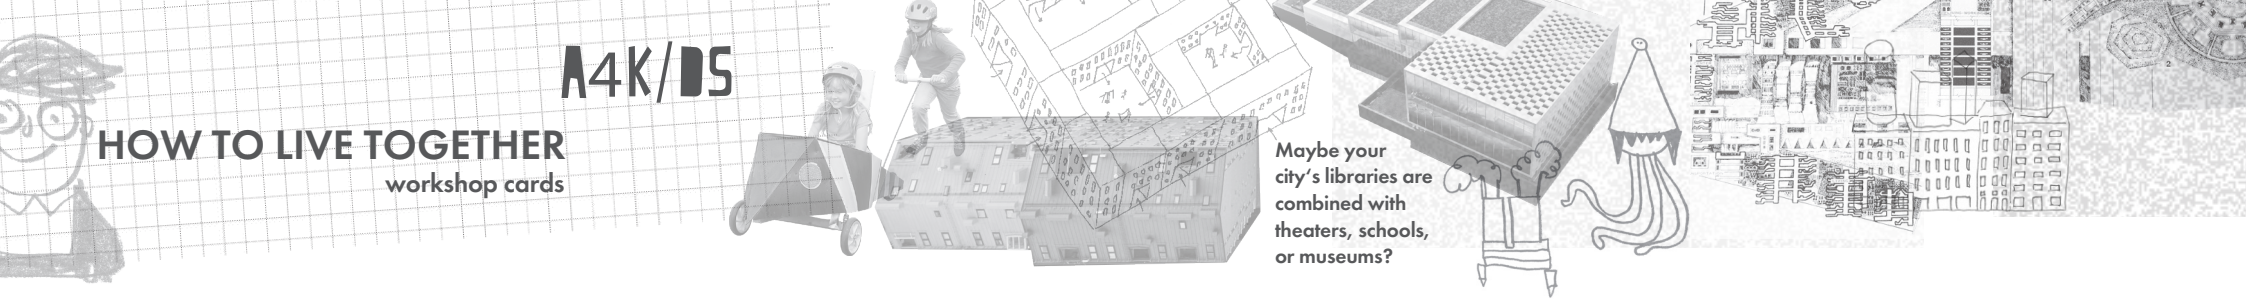 A4K/DS
HOW TO LIVE TOGETHER
workshop cards
Maybe your
city's libraries are
combined with
theaters, schools,
or museums?
2